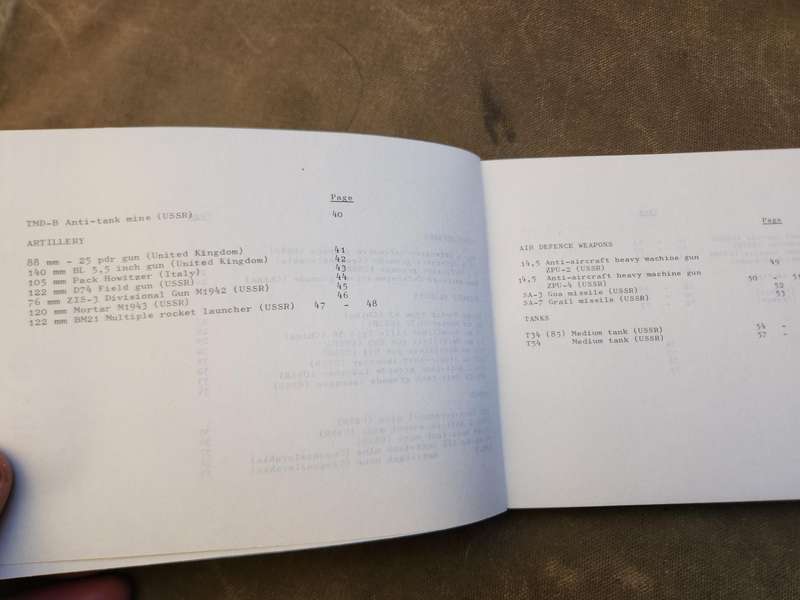 Page
TMD-B Anti-tank mine (USSR) 40
ARTILLERY
88 mm - 25 pdr gun (United Kingdom) 41
140 mm BL 5,5 inch gun (United Kingdom) 42
105 mm Pack Howitzer (Italy) 43
122 mm D74 Field gun (USSR) 44
76 mm ZIS-3 Divisional Gun M1942 (USSR) 45
120 mm Mortar M1943 (USSR) 46
122 mm BM21 Multiple rocket launcher (USSR) 47 - 48
Page
AIR DEFENCE WEAPONS
14,5 Anti-aircraft heavy machine gun
ZPU-2 (USSR) 49
14,5 Anti-aircraft heavy machine gun
ZPU-4 (USSR) 50 -
SA-3 Goa missile (USSR) 52
SA-7 Grail missile (USSR) 53
TANKS
T34 (85) Medium tank (USSR) 54 -
T54 Medium tank (USSR) 57 -